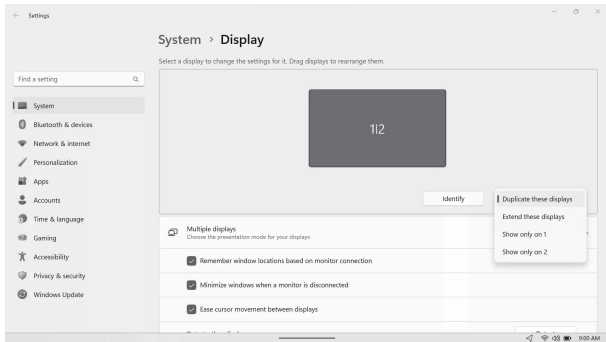 Settings
System > Display
Select a display to change the settings for it. Drag displays to rearrange them.
Find a setting
System
Bluetooth & devices
Network & internet
Personalization
Apps
Accounts
Time & language
Gaming
Accessibility
Privacy & security
Windows Update
1|2
Identify
Duplicate these displays
Extend these displays
Show only on 1
Show only on 2
Multiple displays
Choose the presentation mode for your displays
Remember window locations based on monitor connection
Minimize windows when a monitor is disconnected
Ease cursor movement between displays
9:00 AM